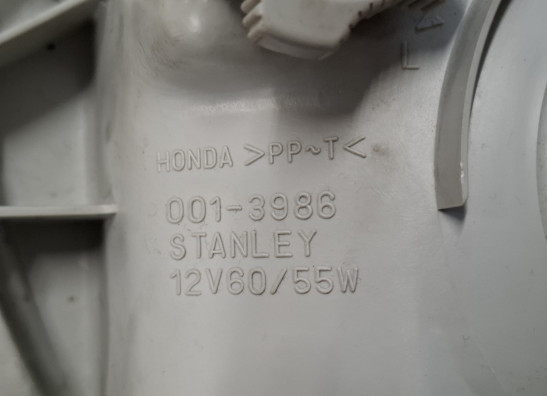 L
HONDA >PP~T<
001-3986
STANLEY
12V60/55W